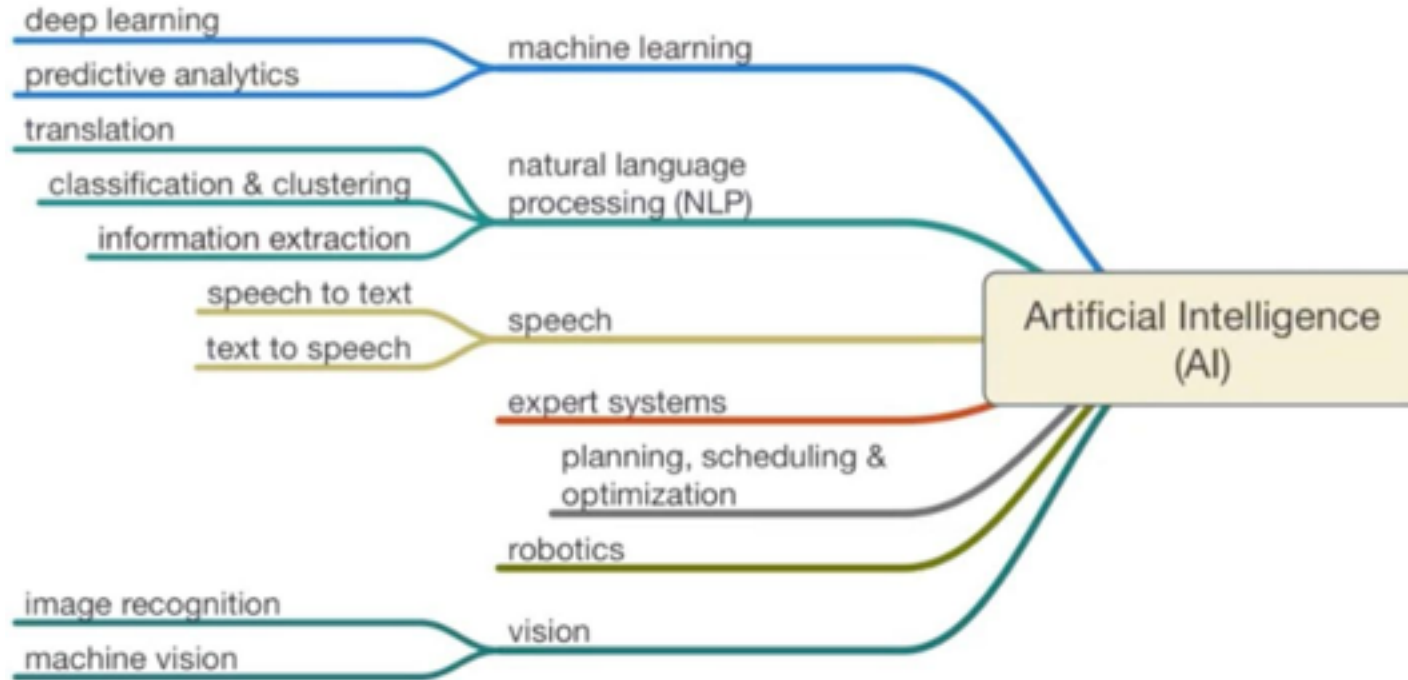 deep learning
machine learning
predictive analytics
translation
natural language
processing (NLP)
classification & clustering
information extraction
speech to text
speech
text to speech
Artificial Intelligence
(AI)
expert systems
planning, scheduling &
optimization
robotics
image recognition
vision
machine vision